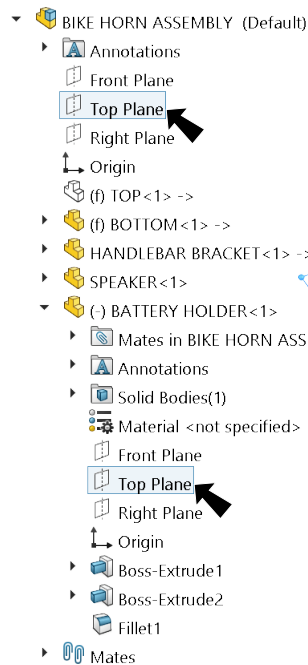 BIKE HORN ASSEMBLY (Default)
Annotations
Front Plane
Top Plane
Right Plane
Origin
(f) TOP<1> ->
(f) BOTTOM<1> ->
HANDLEBAR BRACKET<1> ->
SPEAKER<1>
(-) BATTERY HOLDER<1>
Mates in BIKE HORN ASS
Annotations
Solid Bodies(1)
Material <not specified>
Front Plane
Top Plane
Right Plane
Origin
Boss-Extrude1
Boss-Extrude2
Fillet1
Mates